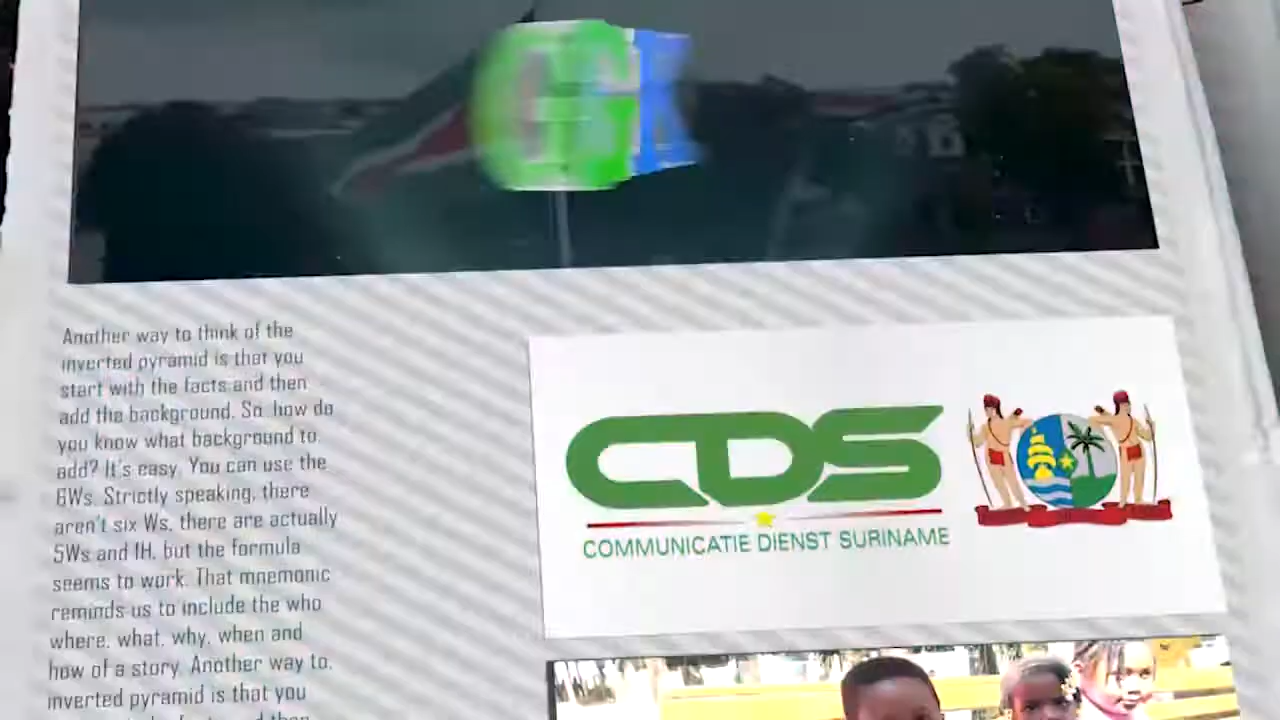 Another way to think of the
inverted pyramid is that you
start with the facts and then
add the background. So, how do
you know what background to
add? It's easy. You can use the
6Ws. Strictly speaking, there
aren't six Ws, there are actually
5Ws and 1H, but the formula
seems to work. That mnemonic
reminds us to include the who
where, what, why, when and
how of a story. Another way to
inverted pyramid is that you
CDS
COMMUNICATIE DIENST SURINAME